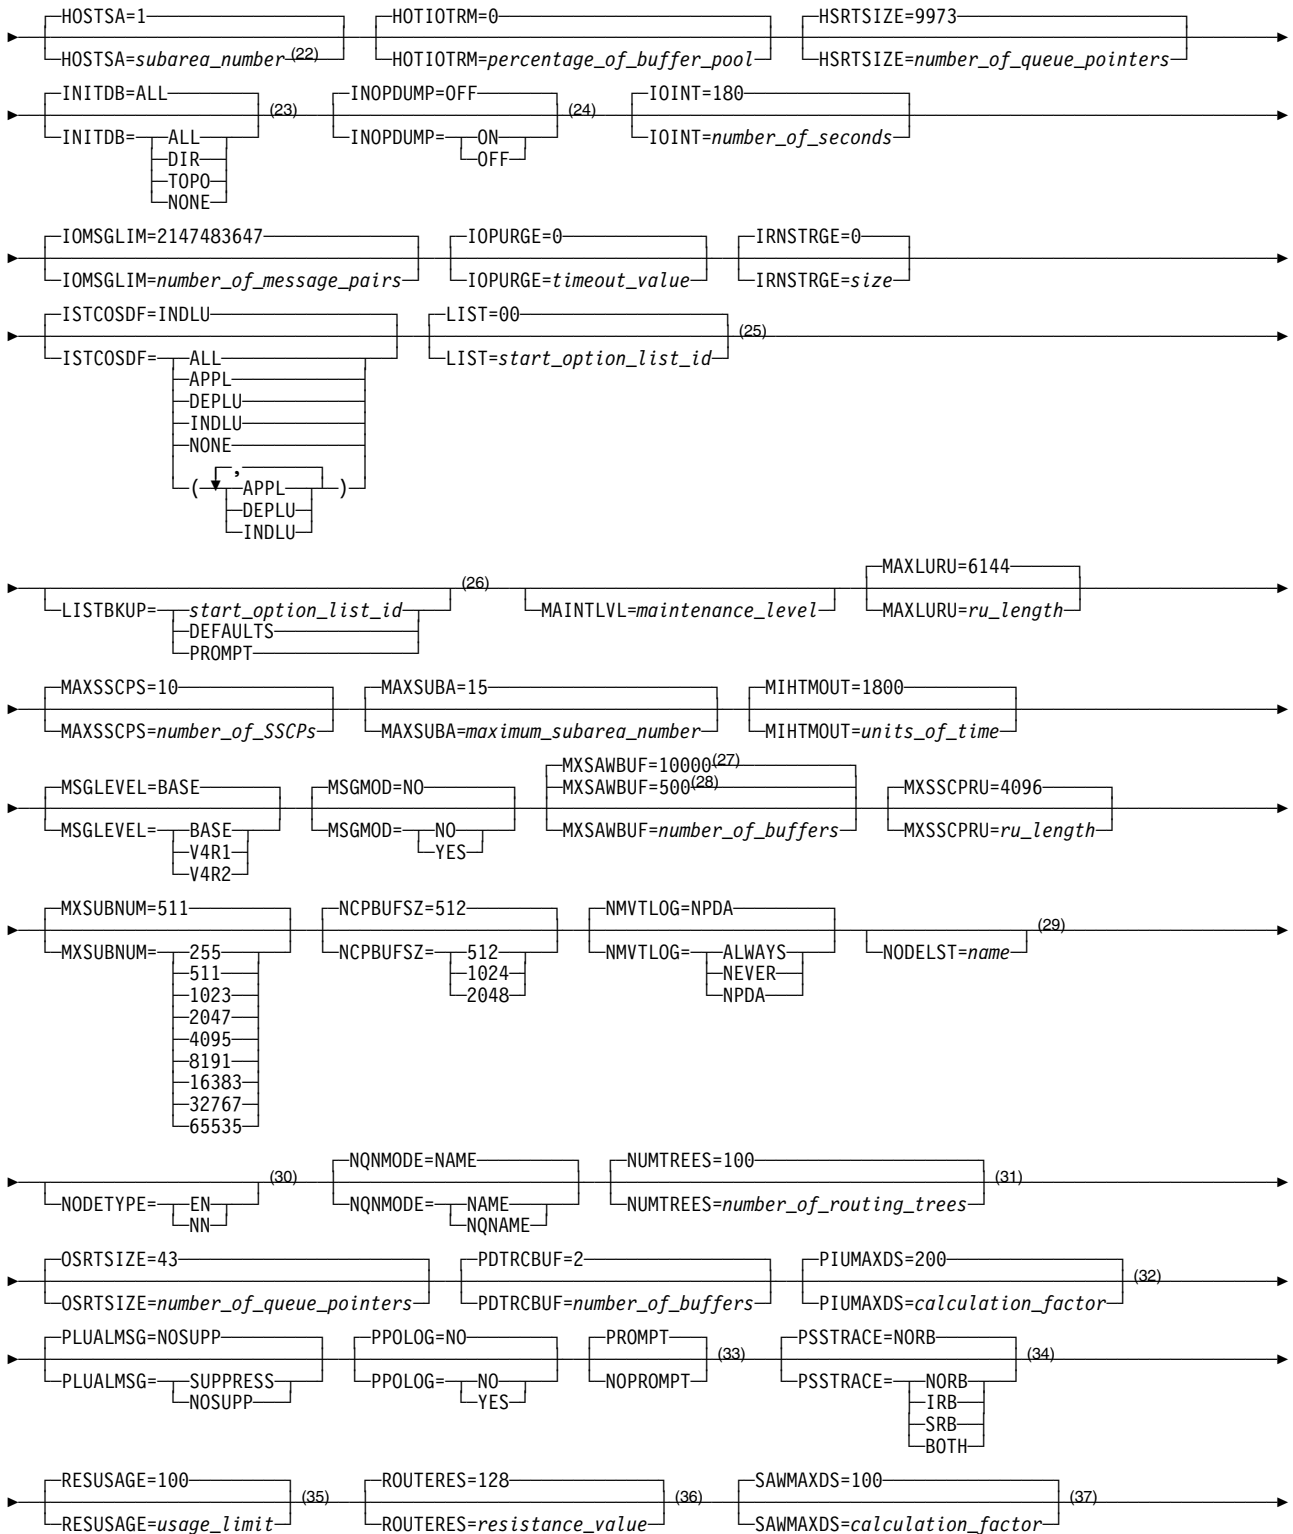 HOSTSA=1 HOTIOTRM=0 HSRTSIZE=9973
HOSTSA=subarea_number (22) HOTIOTRM=percentage_of_buffer_pool HSRTSIZE=number_of_queue_pointers
INITDB=ALL INOPDUMP=OFF IOINT=180
(23) (24)
INITDB= ALL INOPDUMP= ON IOINT=number_of_seconds
DIR OFF
TOPO
NONE
IOMSGLIM=2147483647 IOPURGE=0 IRNSTRGE=0
IOMSGLIM=number_of_message_pairs IOPURGE=timeout_value IRNSTRGE=size
ISTCOSDF=INDLU LIST=00
(25)
ISTCOSDF= ALL LIST=start_option_list_id
APPL
DEPLU
INDLU
NONE
,
( APPL )
DEPLU
INDLU
MAXLURU=6144
(26)
LISTBKUP= start_option_list_id MAINTLVL=maintenance_level MAXLURU=ru_length
DEFAULTS
PROMPT
MAXSSCPS=10 MAXSUBA=15 MIHTMOUT=1800
MAXSSCPS=number_of_SSCPs MAXSUBA=maximum_subarea_number MIHTMOUT=units_of_time
MXSAWBUF=10000 (27)
MSGLEVEL=BASE MSGMOD=NO MXSAWBUF=500 (28) MXSSCPRU=4096
MSGLEVEL= BASE MSGMOD= NO MXSAWBUF=number_of_buffers MXSSCPRU=ru_length
V4R1 YES
V4R2
MXSUBNUM=511 NCPBUFSZ=512 NMVTLOG=NPDA
(29)
MXSUBNUM= 255 NCPBUFSZ= 512 NMVTLOG= ALWAYS NODELST=name
511 1024 NEVER
1023 2048 NPDA
2047
4095
8191
16383
32767
65535
NQNMODE=NAME NUMTREES=100
(30) (31)
NODETYPE= EN NQNMODE= NAME NUMTREES=number_of_routing_trees
NN NQNAME
OSRTSIZE=43 PDTRCBUF=2 PIUMAXDS=200
(32)
OSRTSIZE=number_of_queue_pointers PDTRCBUF=number_of_buffers PIUMAXDS=calculation_factor
PLUALMSG=NOSUPP PPOLOG=NO PROMPT PSSTRACE=NORB
(33) (34)
PLUALMSG= SUPPRESS PPOLOG= NO NOPROMPT PSSTRACE= NORB
NOSUPP YES IRB
SRB
BOTH
RESUSAGE=100 ROUTERES=128 SAWMAXDS=100
(35) (36) (37)
RESUSAGE=usage_limit ROUTERES=resistance_value SAWMAXDS=calculation_factor